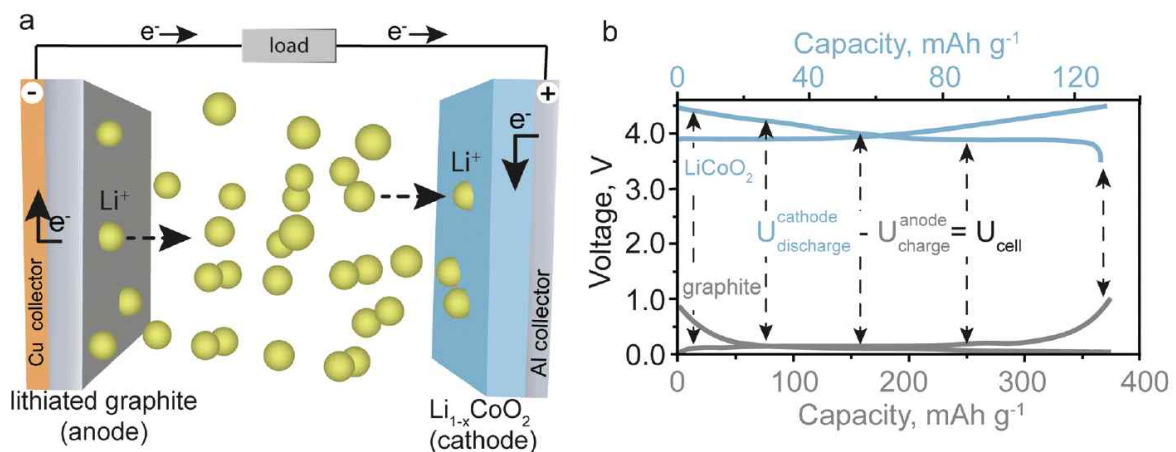 a
e-
load
e-
-
+
Cu collector
e-
Li+
Li+
e-
Al collector
lithiated graphite
(anode)
Li1-xCoO2
(cathode)
b
Capacity, mAh g-1
0 40 80 120
Voltage, V
4.0
3.0
2.0
1.0
0.0
LiCoO2
U cathode discharge - U anode charge = Ucell
graphite
0 100 200 300 400
Capacity, mAh g-1